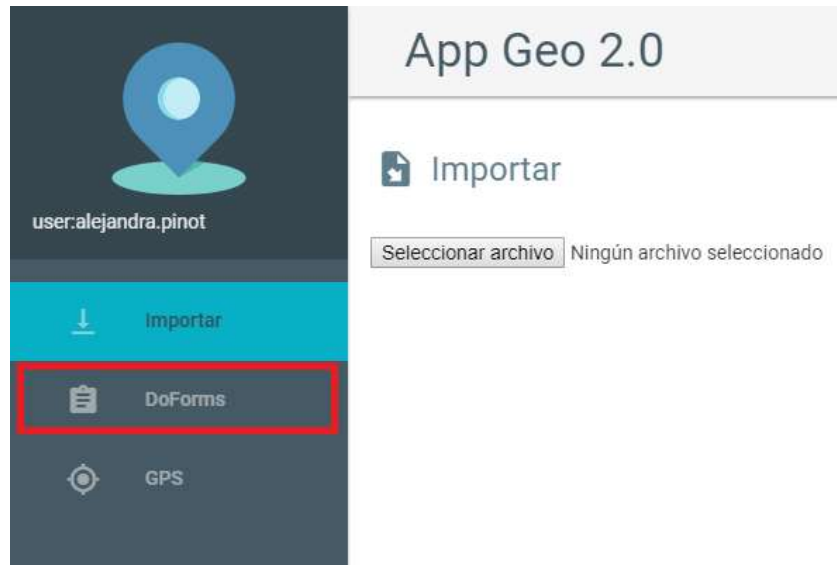 App Geo 2.0
user:alejandra.pinot
Importar
DoForms
GPS
Importar
Seleccionar archivo Ningún archivo seleccionado